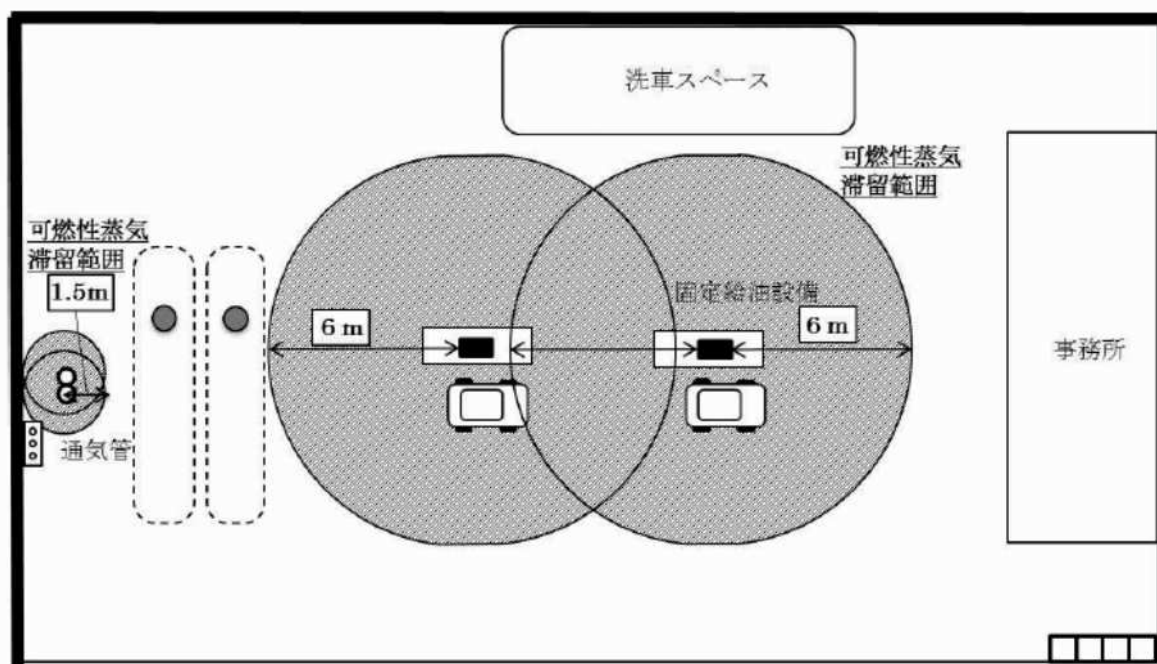 洗車スペース
可燃性蒸気
滞留範囲
可燃性蒸気
滞留範囲
1.5m
固定給油設備
6 m
6 m
事務所
通気管